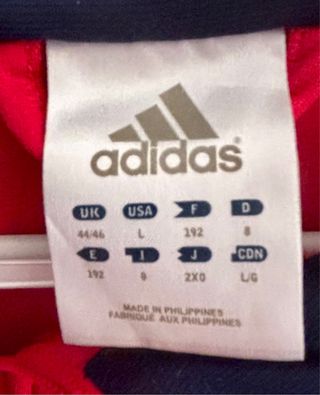 adidas®
UK USA F D
44/46 L 192 8
E I J CDN
192 8 2XO L/G
MADE IN PHILIPPINES
FABRIQUÉ AUX PHILIPPINES